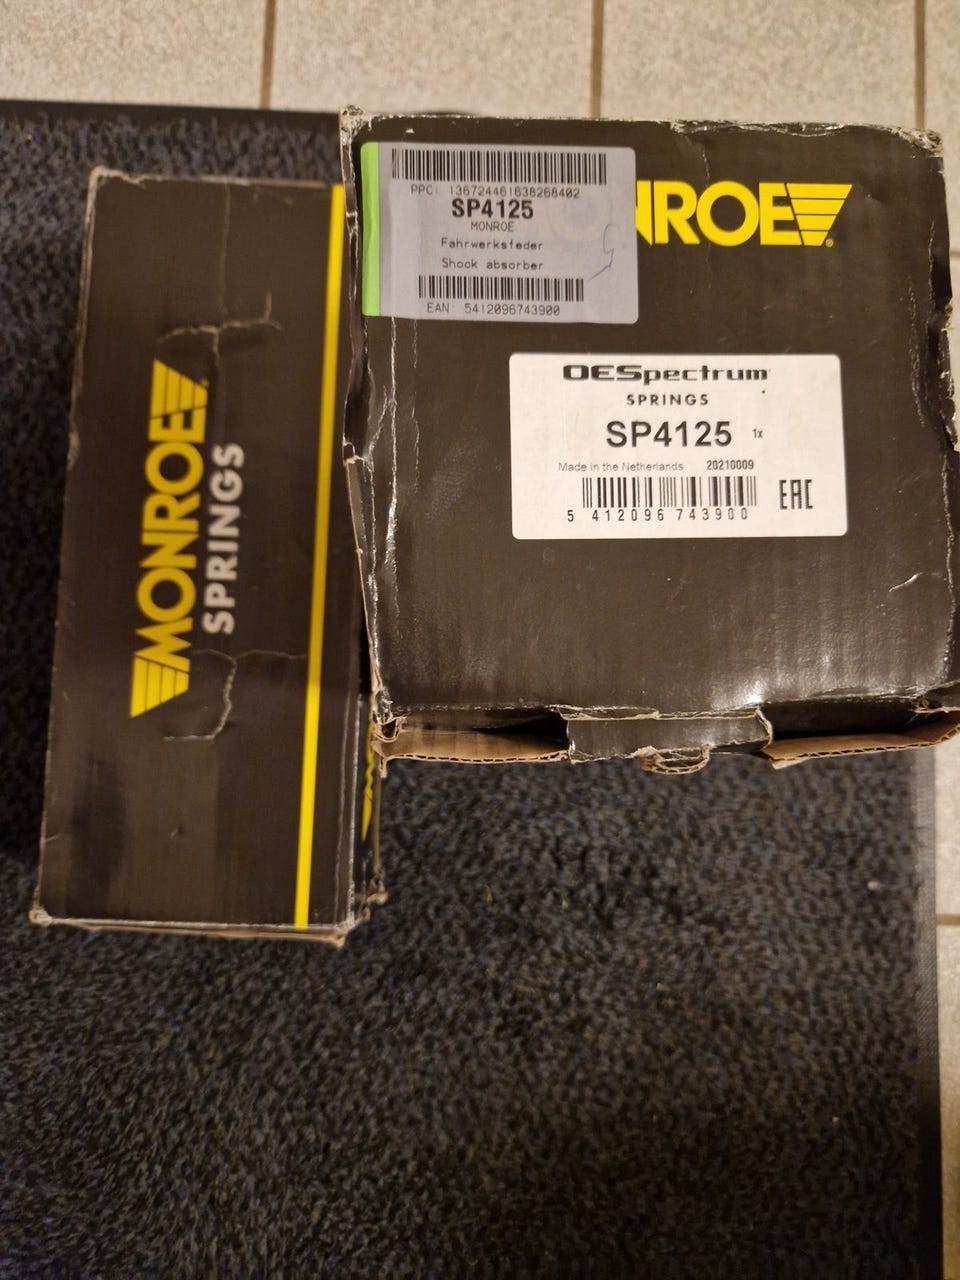 MONROE
SPRINGS
PPC: 136724461638268402
SP4125
MONROE
Fahrwerksfeder
Shock absorber
EAN: 5412096743900
NROE
OESpectrum
SPRINGS
SP4125 1x
Made in the Netherlands 20210009
5 412096 743900
EAC